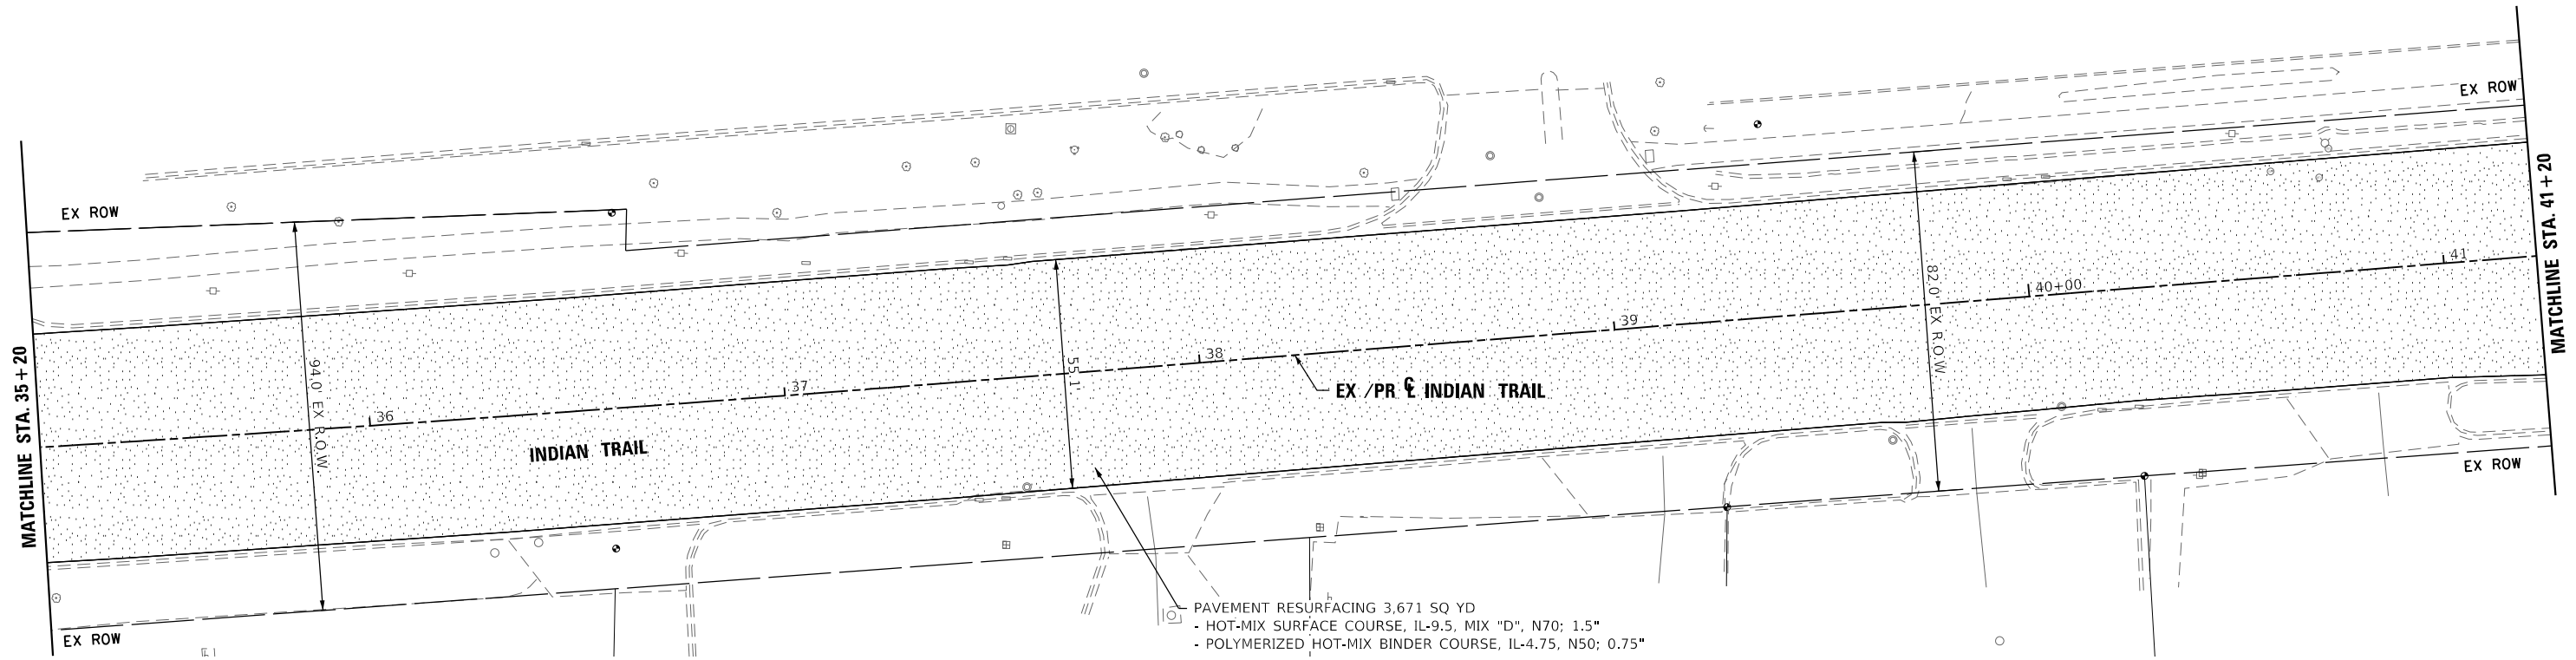 MATCHLINE STA. 35+20
EX ROW
EX ROW
MATCHLINE STA. 41+20
94.0' EX R.O.W.
36
37
55.1'
38
39
82.0' EX R.O.W.
40+00
41
INDIAN TRAIL
EX /PR ℄ INDIAN TRAIL
EX ROW
EX ROW
PAVEMENT RESURFACING 3,671 SQ YD
- HOT-MIX SURFACE COURSE, IL-9.5, MIX "D", N70; 1.5"
- POLYMERIZED HOT-MIX BINDER COURSE, IL-4.75, N50; 0.75"